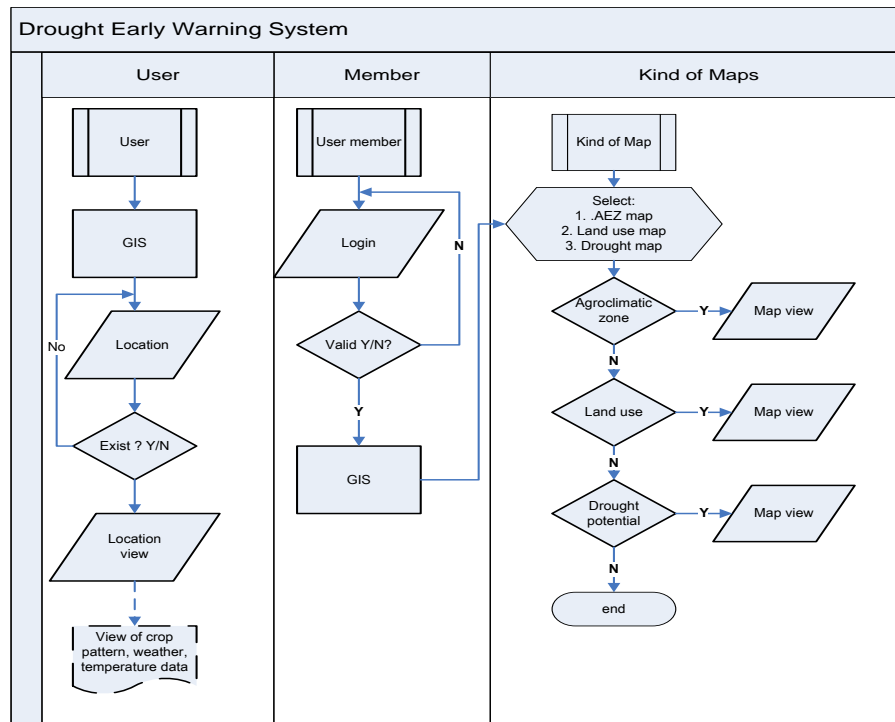 Drought Early Warning System
User
Member
Kind of Maps
User
GIS
No
Location
Exist ? Y/N
Location
view
View of crop
pattern, weather,
temperature data
User member
Login
N
Valid Y/N?
Y
GIS
Kind of Map
Select:
1. .AEZ map
2. Land use map
3. Drought map
Agroclimatic
zone
Y
Map view
N
Land use
Y
Map view
N
Drought
potential
Y
Map view
N
end